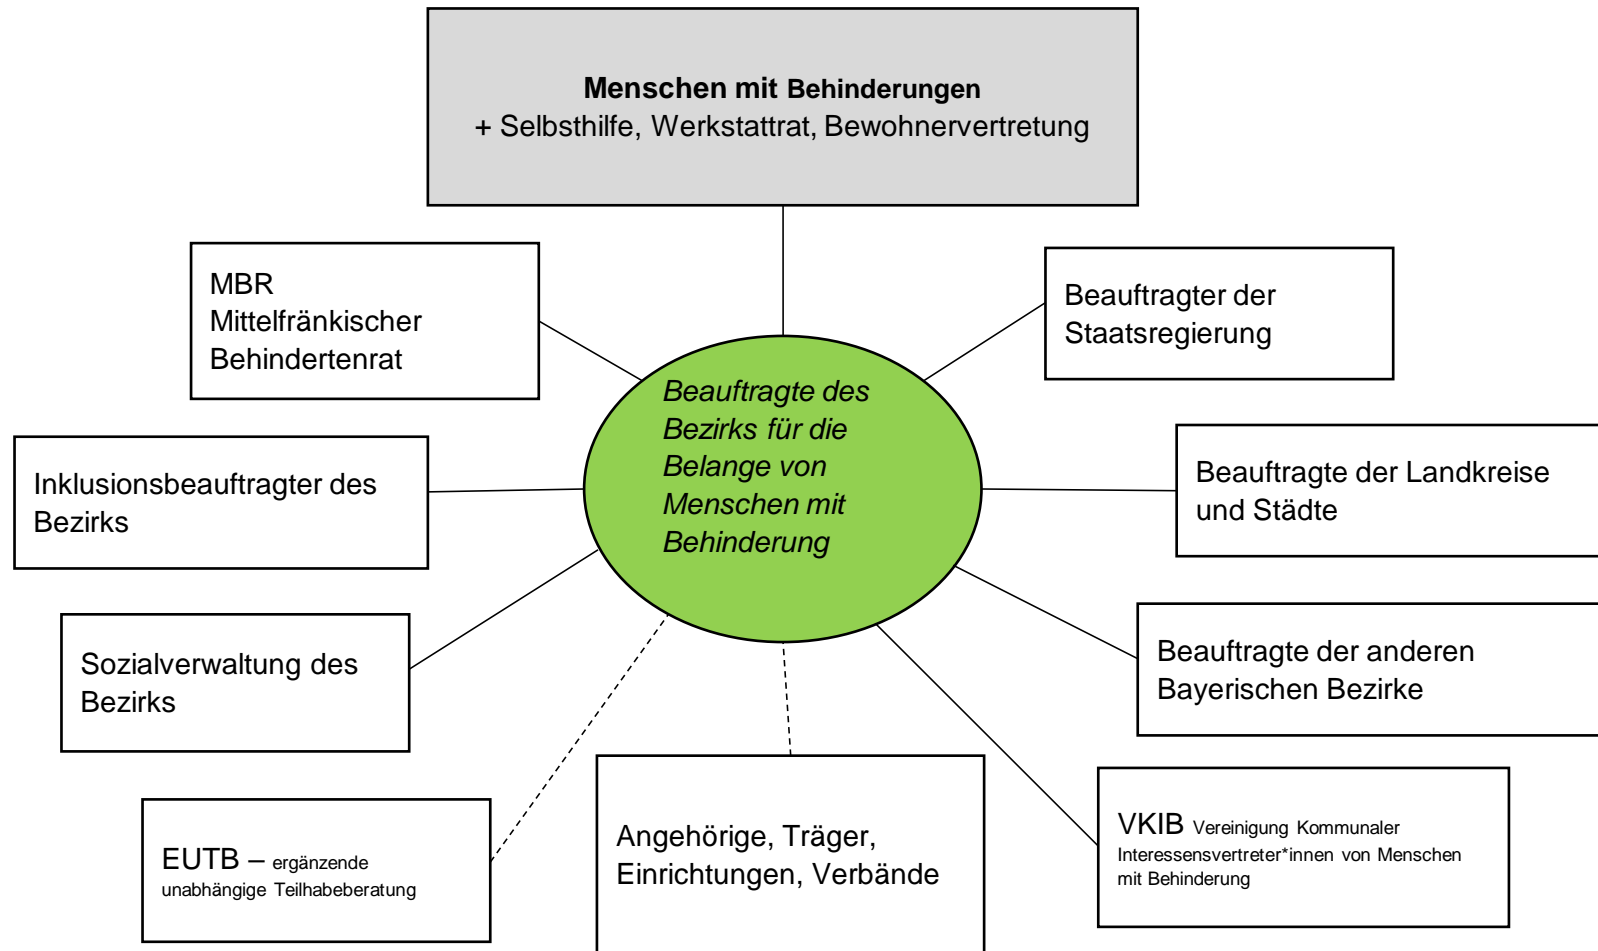 Menschen mit Behinderungen
+ Selbsthilfe, Werkstattrat, Bewohnervertretung
MBR
Mittelfränkischer
Behindertenrat
Beauftragter der
Staatsregierung
Beauftragte des
Bezirks für die
Belange von
Menschen mit
Behinderung
Inklusionsbeauftragter des
Bezirks
Beauftragte der Landkreise
und Städte
Sozialverwaltung des
Bezirks
Beauftragte der anderen
Bayerischen Bezirke
EUTB – ergänzende
unabhängige Teilhabeberatung
Angehörige, Träger,
Einrichtungen, Verbände
VKIB Vereinigung Kommunaler
Interessensvertreter*innen von Menschen
mit Behinderung